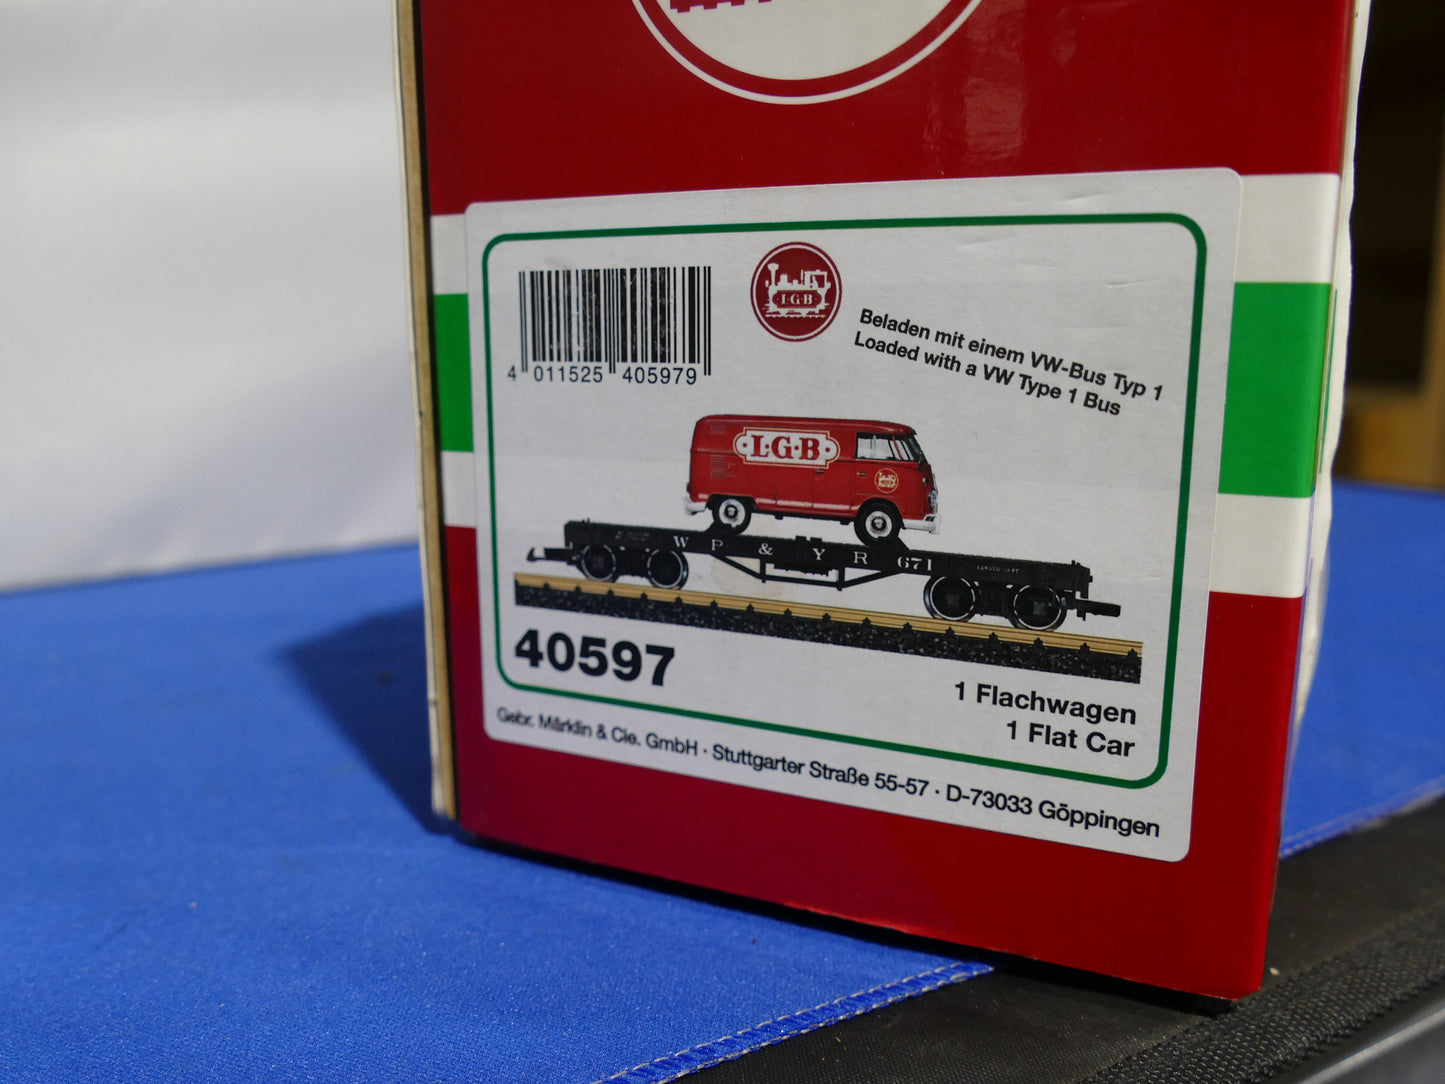 4 011525 405979
L·G·B
Beladen mit einem VW-Bus Typ 1
Loaded with a VW Type 1 Bus
·L·G·B·
W P & Y R 671
40597
1 Flachwagen
1 Flat Car
Gebr. Märklin & Cie. GmbH · Stuttgarter Straße 55-57 · D-73033 Göppingen